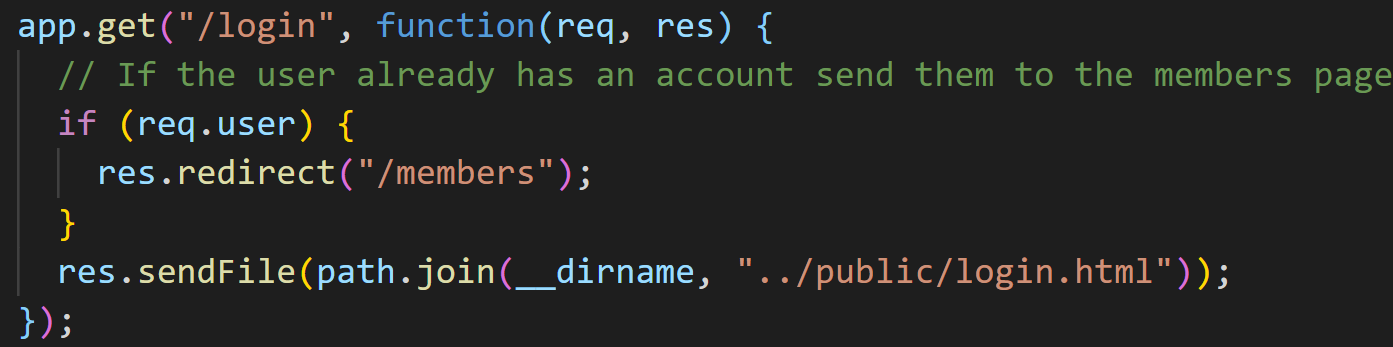 app.get("/login", function(req, res) {
  // If the user already has an account send them to the members page
  if (req.user) {
    res.redirect("/members");
  }
  res.sendFile(path.join(__dirname, "../public/login.html"));
});